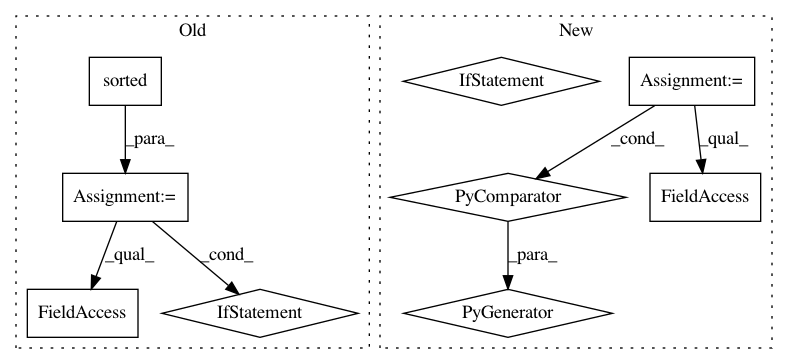 Old
sorted
_para_
Assignment:=
_qual_
_cond_
FieldAccess
IfStatement
New
IfStatement
Assignment:=
_cond_
_qual_
PyComparator
FieldAccess
_para_
PyGenerator